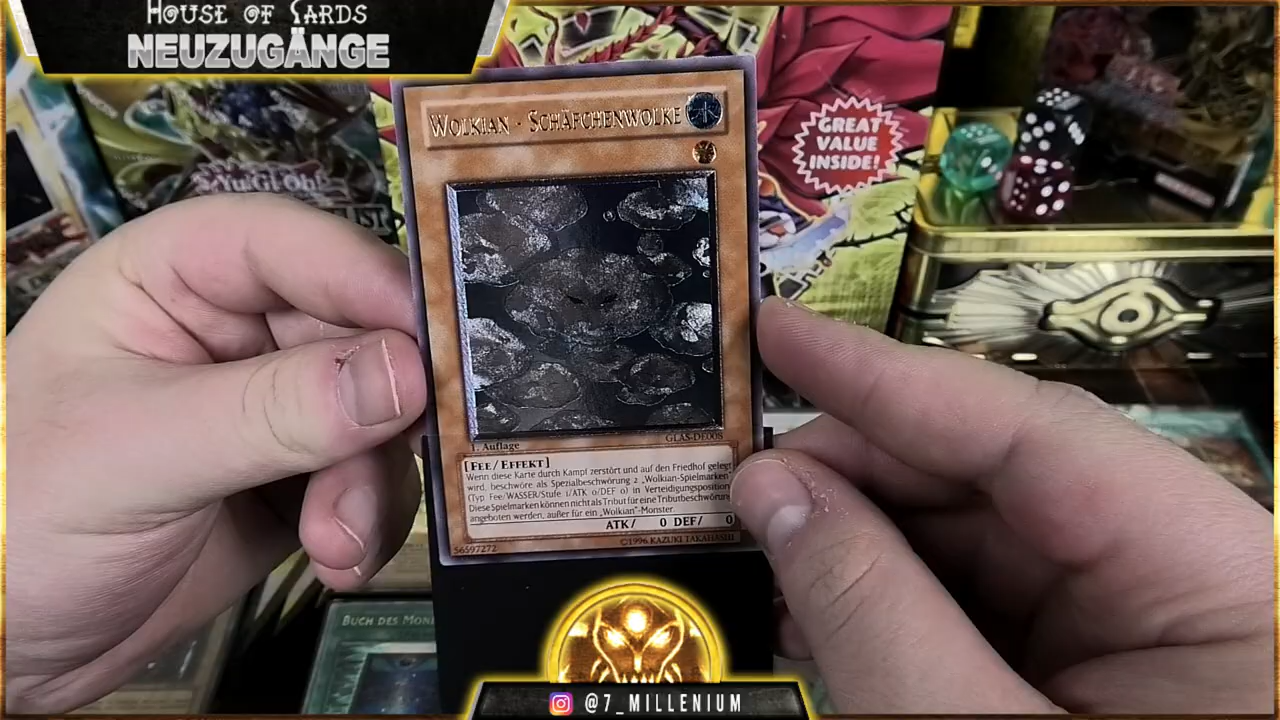 House of Cards
NEUZUGÄNGE
Yu-Gi-Oh!
GREAT
VALUE
INSIDE!
Wolkian - Schäfchenwolke
1. Auflage
GLAS-DE008
[Fee/Effekt]
Wenn diese Karte durch Kampf zerstört und auf den Friedhof gelegt
wird, beschwöre als Spezialbeschwörung 2 „Wolkian-Spielmarken"
(Typ Fee/WASSER/Stufe 1/ATK 0/DEF 0) in Verteidigungsposition.
Diese Spielmarken können nicht als Tribut für eine Tributbeschwörung
angeboten werden, außer für ein „Wolkian"-Monster.
ATK/ 0 DEF/ 0
56597272
©1996 KAZUKI TAKAHASHI
Buch des
@7_MILLENIUM